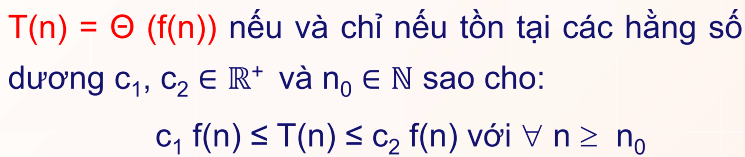 T(n) = Θ (f(n)) nếu và chỉ nếu tồn tại các hằng số
dương c₁, c₂ ∈ ℝ⁺ và n₀ ∈ ℕ sao cho:
c₁ f(n) ≤ T(n) ≤ c₂ f(n) với ∀ n ≥ n₀